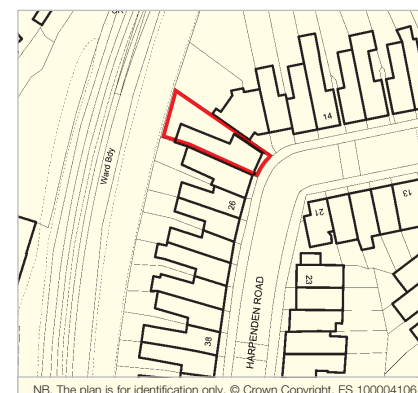 Ward Bdy
14
26
21
13
23
38
HARPENDEN ROAD
NB. The plan is for identification only. © Crown Copyright, ES 100004106